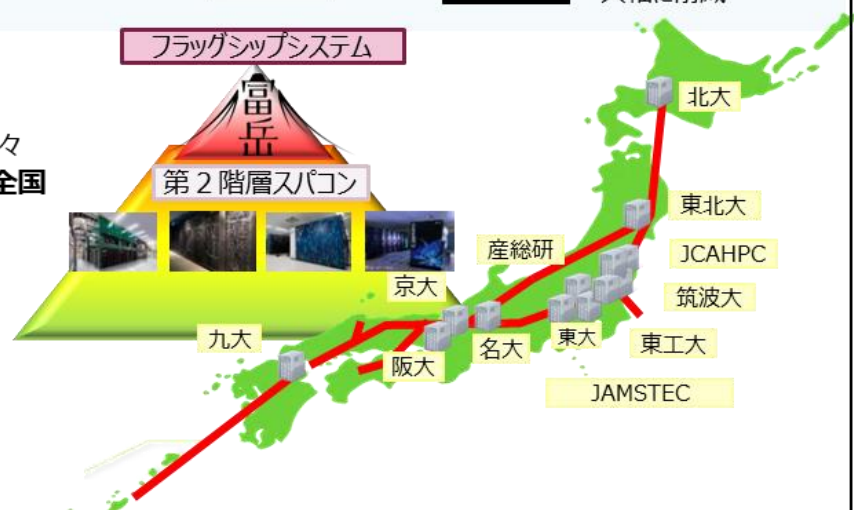 フラッグシップシステム
富岳
々
全国
第2階層スパコン
北大
東北大
産総研
JCAHPC
京大
筑波大
九大
阪大
名大
東大
東工大
JAMSTEC